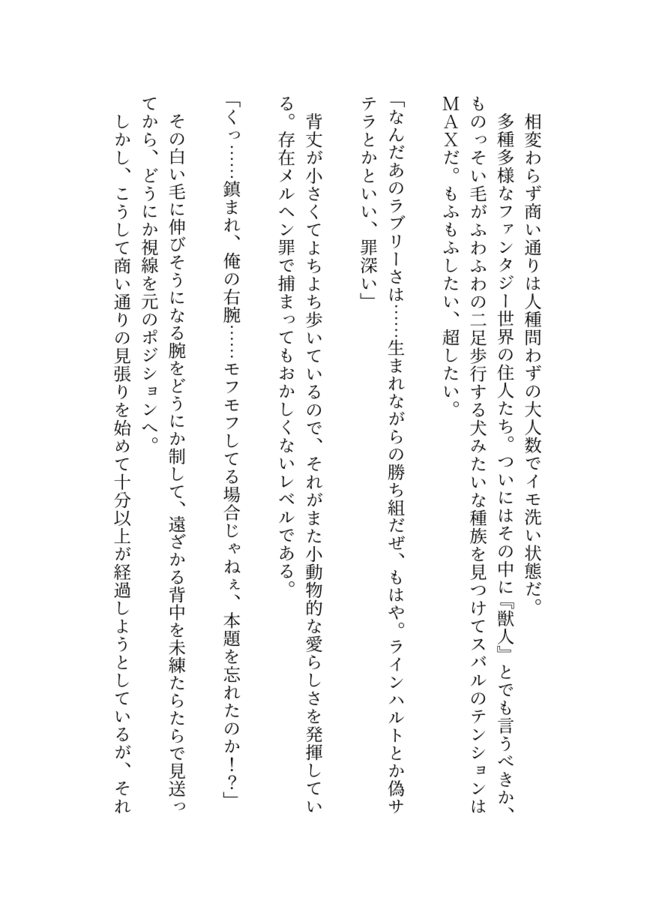 相変わらず商い通りは人種問わずの大人数でイモ洗い状態だ。
多種多様なファンタジー世界の住人たち。ついにはその中に『獣人』とでも言うべきか、
ものっそい毛がふわふわの二足歩行する犬みたいな種族を見つけてスバルのテンションは
ＭＡＸだ。もふもふしたい、超したい。
「なんだあのラブリーさは……生まれながらの勝ち組だぜ、もはや。ラインハルトとか偽サ
テラとかといい、罪深い」
背丈が小さくてよちよち歩いているので、それがまた小動物的な愛らしさを発揮してい
る。存在メルヘン罪で捕まってもおかしくないレベルである。
「くっ……鎮まれ、俺の右腕……モフモフしてる場合じゃねぇ、本題を忘れたのか！？」
その白い毛に伸びそうになる腕をどうにか制して、遠ざかる背中を未練たらたらで見送っ
てから、どうにか視線を元のポジションへ。
しかし、こうして商い通りの見張りを始めて十分以上が経過しようとしているが、それ